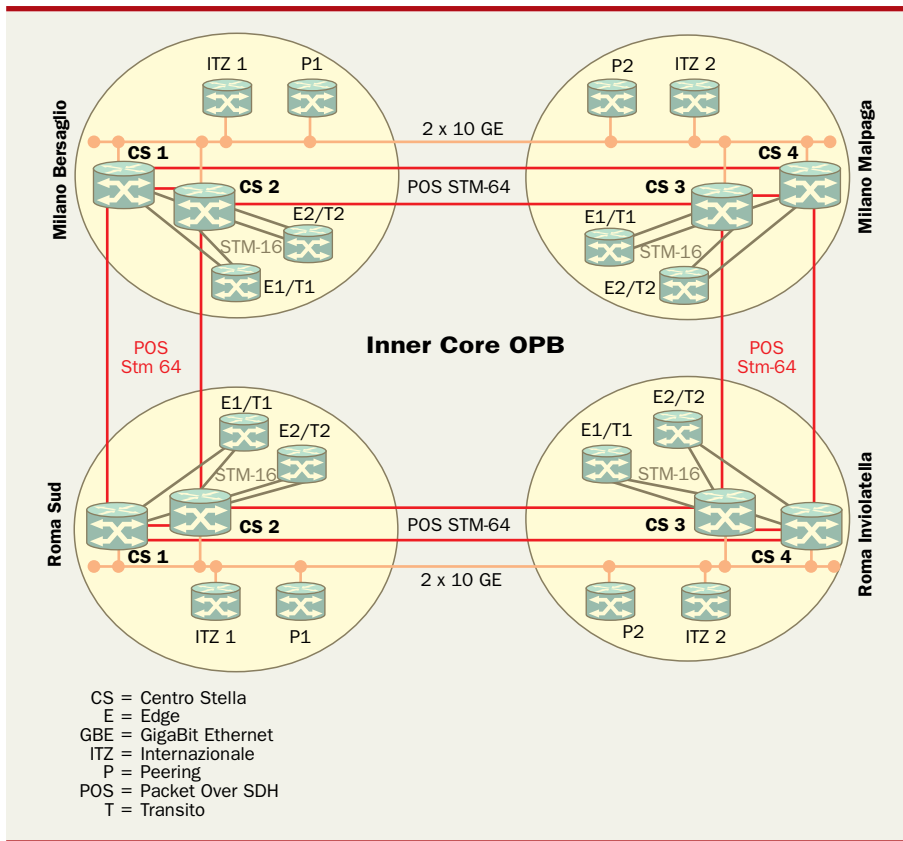 ITZ 1
P1
P2
ITZ 2
Milano Bersaglio
2 x 10 GE
Milano Malpaga
CS 1
CS 4
CS 2
POS STM-64
CS 3
E2/T2
E1/T1
STM-16
STM-16
E1/T1
E2/T2
Inner Core OPB
POS
Stm 64
POS
Stm-64
E1/T1
E2/T2
E2/T2
E1/T1
STM-16
STM-16
Roma Sud
CS 2
POS STM-64
CS 3
Roma Inviolatella
CS 1
CS 4
2 x 10 GE
ITZ 1
P1
P2
ITZ 2
CS = Centro Stella
E = Edge
GBE = GigaBit Ethernet
ITZ = Internazionale
P = Peering
POS = Packet Over SDH
T = Transito